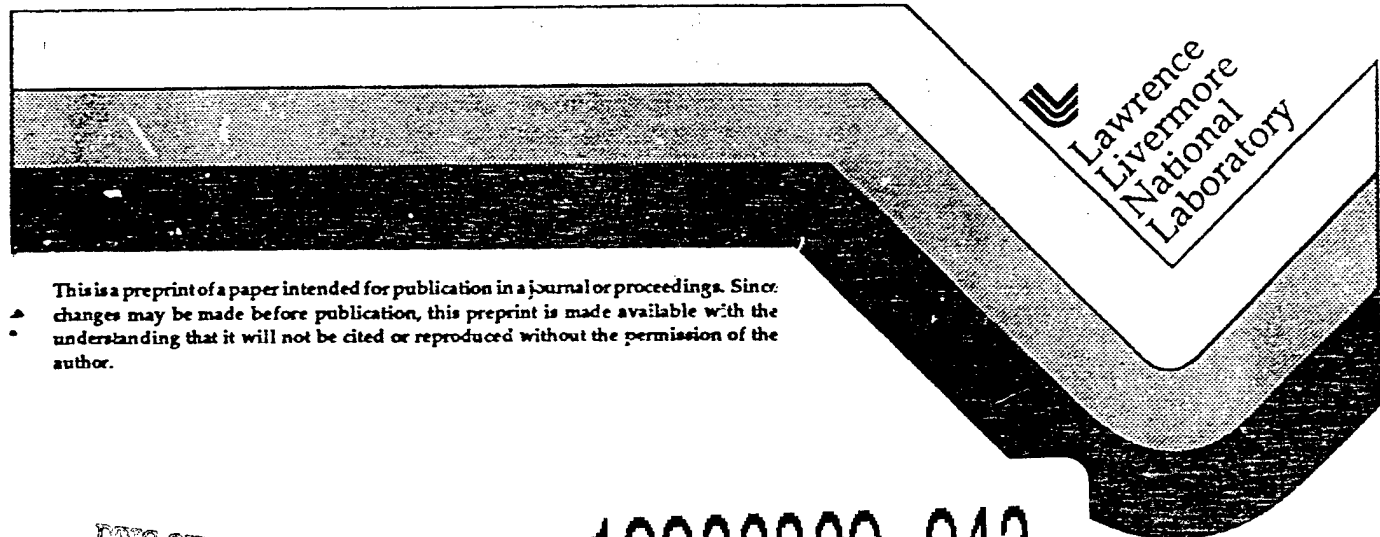 Lawrence
Livermore
National
Laboratory
This is a preprint of a paper intended for publication in a journal or proceedings. Since
changes may be made before publication, this preprint is made available with the
understanding that it will not be cited or reproduced without the permission of the
author.